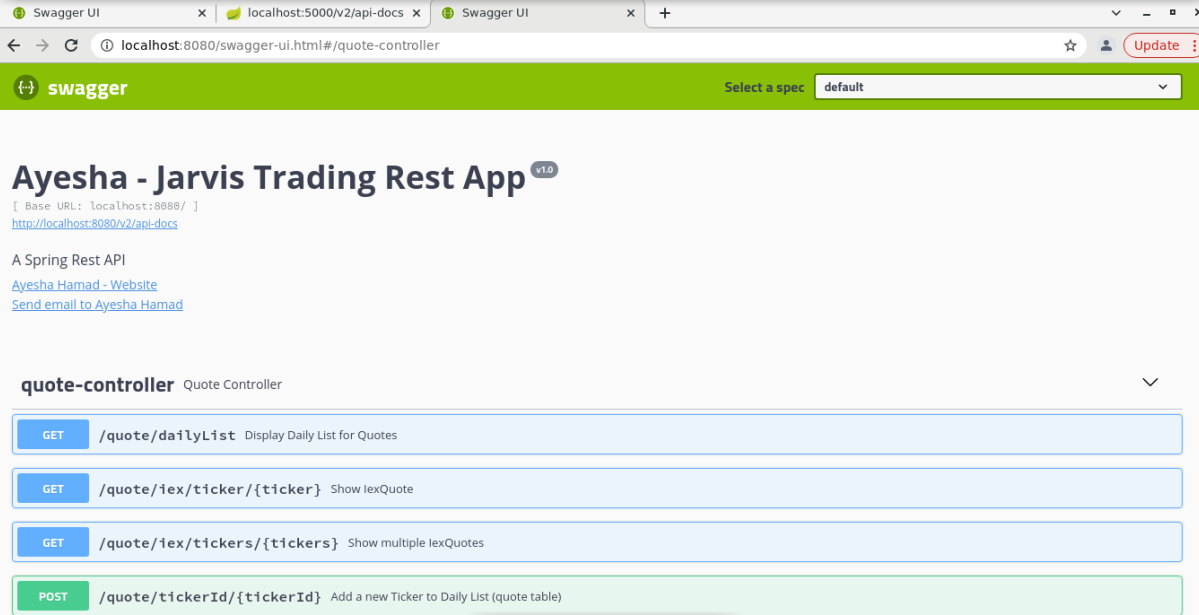 Swagger UI
localhost:5000/v2/api-docs
Swagger UI
localhost:8080/swagger-ui.html#/quote-controller
Update
swagger
Select a spec
default
Ayesha - Jarvis Trading Rest App v1.0
[ Base URL: localhost:8080/ ]
http://localhost:8080/v2/api-docs
A Spring Rest API
Ayesha Hamad - Website
Send email to Ayesha Hamad
quote-controller Quote Controller
GET /quote/dailyList Display Daily List for Quotes
GET /quote/iex/ticker/{ticker} Show IexQuote
GET /quote/iex/tickers/{tickers} Show multiple IexQuotes
POST /quote/tickerId/{tickerId} Add a new Ticker to Daily List (quote table)